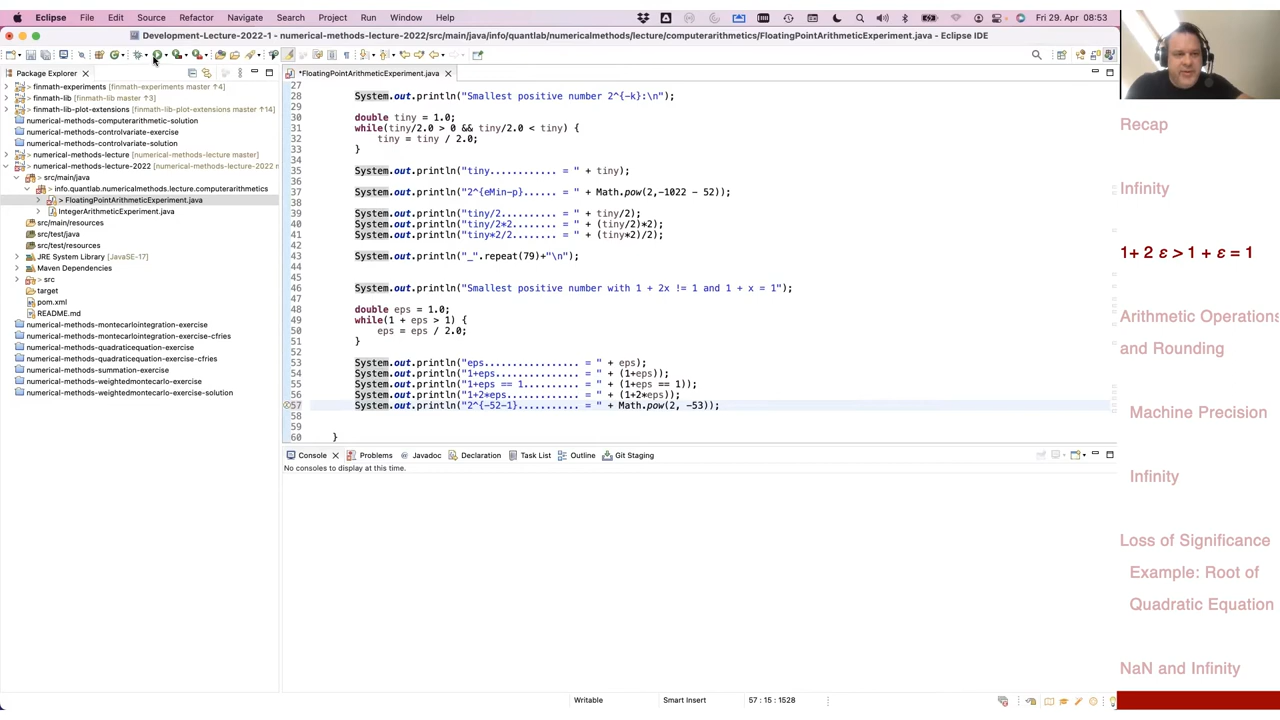 Eclipse File Edit Source Refactor Navigate Search Project Run Window Help Fri 29. Apr 08:53
Development-Lecture-2022-1 - numerical-methods-lecture-2022/src/main/java/info/quantlab/numericalmethods/lecture/computerarithmetics/FloatingPointArithmeticExperiment.java - Eclipse IDE
Package Explorer
finmath-experiments [finmath-experiments master ↑4]
finmath-lib [finmath-lib master ↑3]
finmath-lib-plot-extensions [finmath-lib-plot-extensions master ↑14]
numerical-methods-computerarithmetic-solution
numerical-methods-controlvariate-exercise
numerical-methods-controlvariate-solution
numerical-methods-lecture [numerical-methods-lecture master]
numerical-methods-lecture-2022 [numerical-methods-lecture-2022 n
src/main/java
info.quantlab.numericalmethods.lecture.computerarithmetics
> FloatingPointArithmeticExperiment.java
IntegerArithmeticExperiment.java
src/main/resources
src/test/java
src/test/resources
JRE System Library [JavaSE-17]
Maven Dependencies
> src
target
pom.xml
README.md
numerical-methods-montecarlointegration-exercise
numerical-methods-montecarlointegration-exercise-cfries
numerical-methods-quadraticequation-exercise
numerical-methods-quadraticequation-exercise-cfries
numerical-methods-summation-exercise
numerical-methods-weightedmontecarlo-exercise
numerical-methods-weightedmontecarlo-exercise-solution
*FloatingPointArithmeticExperiment.java
27
28 System.out.println("Smallest positive number 2^{-k}:\n");
29
30 double tiny = 1.0;
31 while(tiny/2.0 > 0 && tiny/2.0 < tiny) {
32 tiny = tiny / 2.0;
33 }
34
35 System.out.println("tiny............... = " + tiny);
36
37 System.out.println("2^{eMin-p}...... = " + Math.pow(2,-1022 - 52));
38
39 System.out.println("tiny/2............. = " + tiny/2);
40 System.out.println("tiny/2*2........... = " + (tiny/2)*2);
41 System.out.println("tiny*2/2........... = " + (tiny*2)/2);
42
43 System.out.println("_".repeat(79)+"\n");
44
45
46 System.out.println("Smallest positive number with 1 + 2x != 1 and 1 + x = 1");
47
48 double eps = 1.0;
49 while(1 + eps > 1) {
50 eps = eps / 2.0;
51 }
52
53 System.out.println("eps................ = " + eps);
54 System.out.println("1+eps.............. = " + (1+eps));
55 System.out.println("1+eps == 1......... = " + (1+eps == 1));
56 System.out.println("1+2*eps............ = " + (1+2*eps));
57 System.out.println("2^{-52-1}.......... = " + Math.pow(2, -53));
58
59
60 }
Console Problems Javadoc Declaration Task List Outline Git Staging
No consoles to display at this time.
Writable Smart Insert 57 : 15 : 1528
Recap
Infinity
1+ 2 ε > 1 + ε = 1
Arithmetic Operations
and Rounding
Machine Precision
Infinity
Loss of Significance
Example: Root of
Quadratic Equation
NaN and Infinity